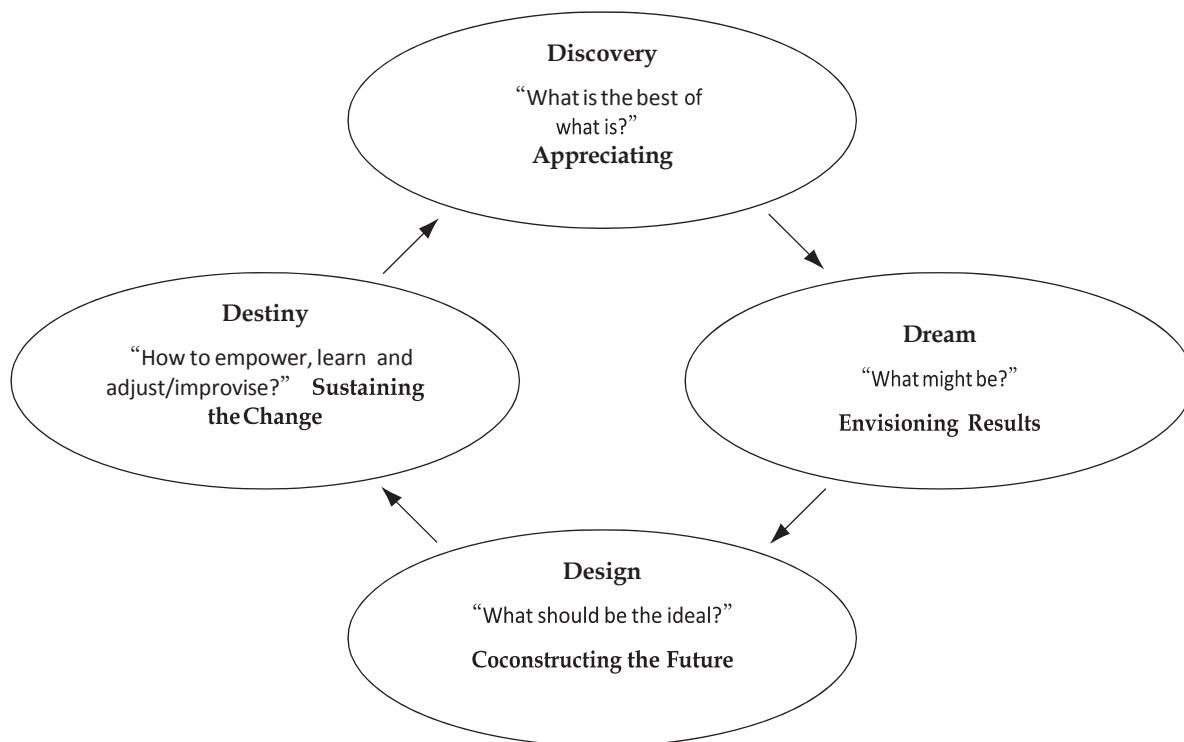 Discovery
“What is the best of
what is?”
Appreciating
Destiny
“How to empower, learn and
adjust/improvise?” Sustaining
the Change
Dream
“What might be?”
Envisioning Results
Design
“What should be the ideal?”
Coconstructing the Future